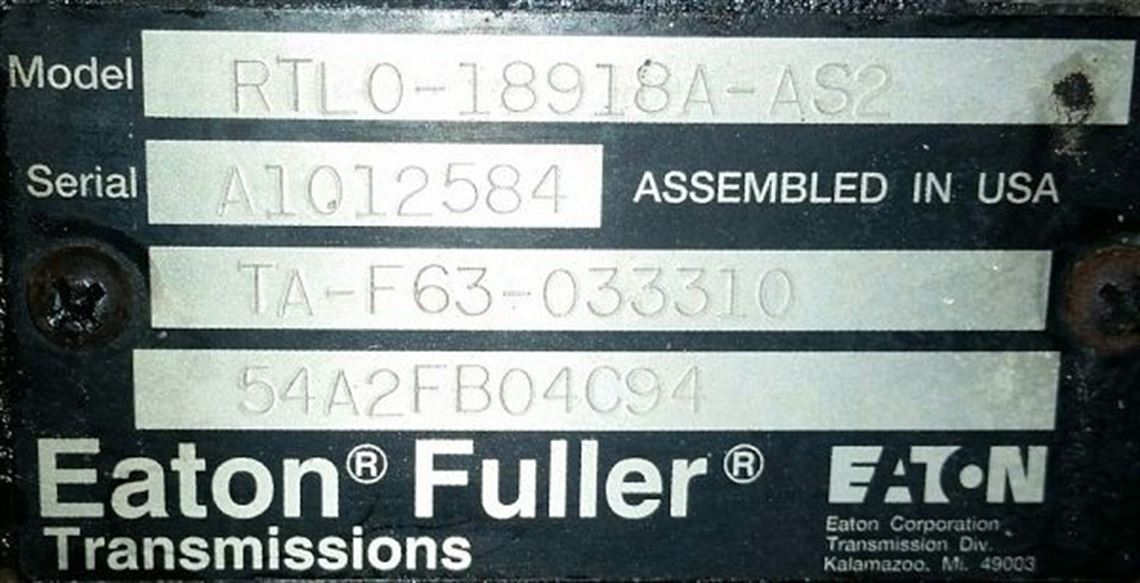 Model RTLO-18918A-AS2
Serial A1012584 ASSEMBLED IN USA
TA-F63-033310
54A2FB04C94
Eaton® Fuller®
Transmissions
EATON
Eaton Corporation
Transmission Div.
Kalamazoo, Mi. 49003